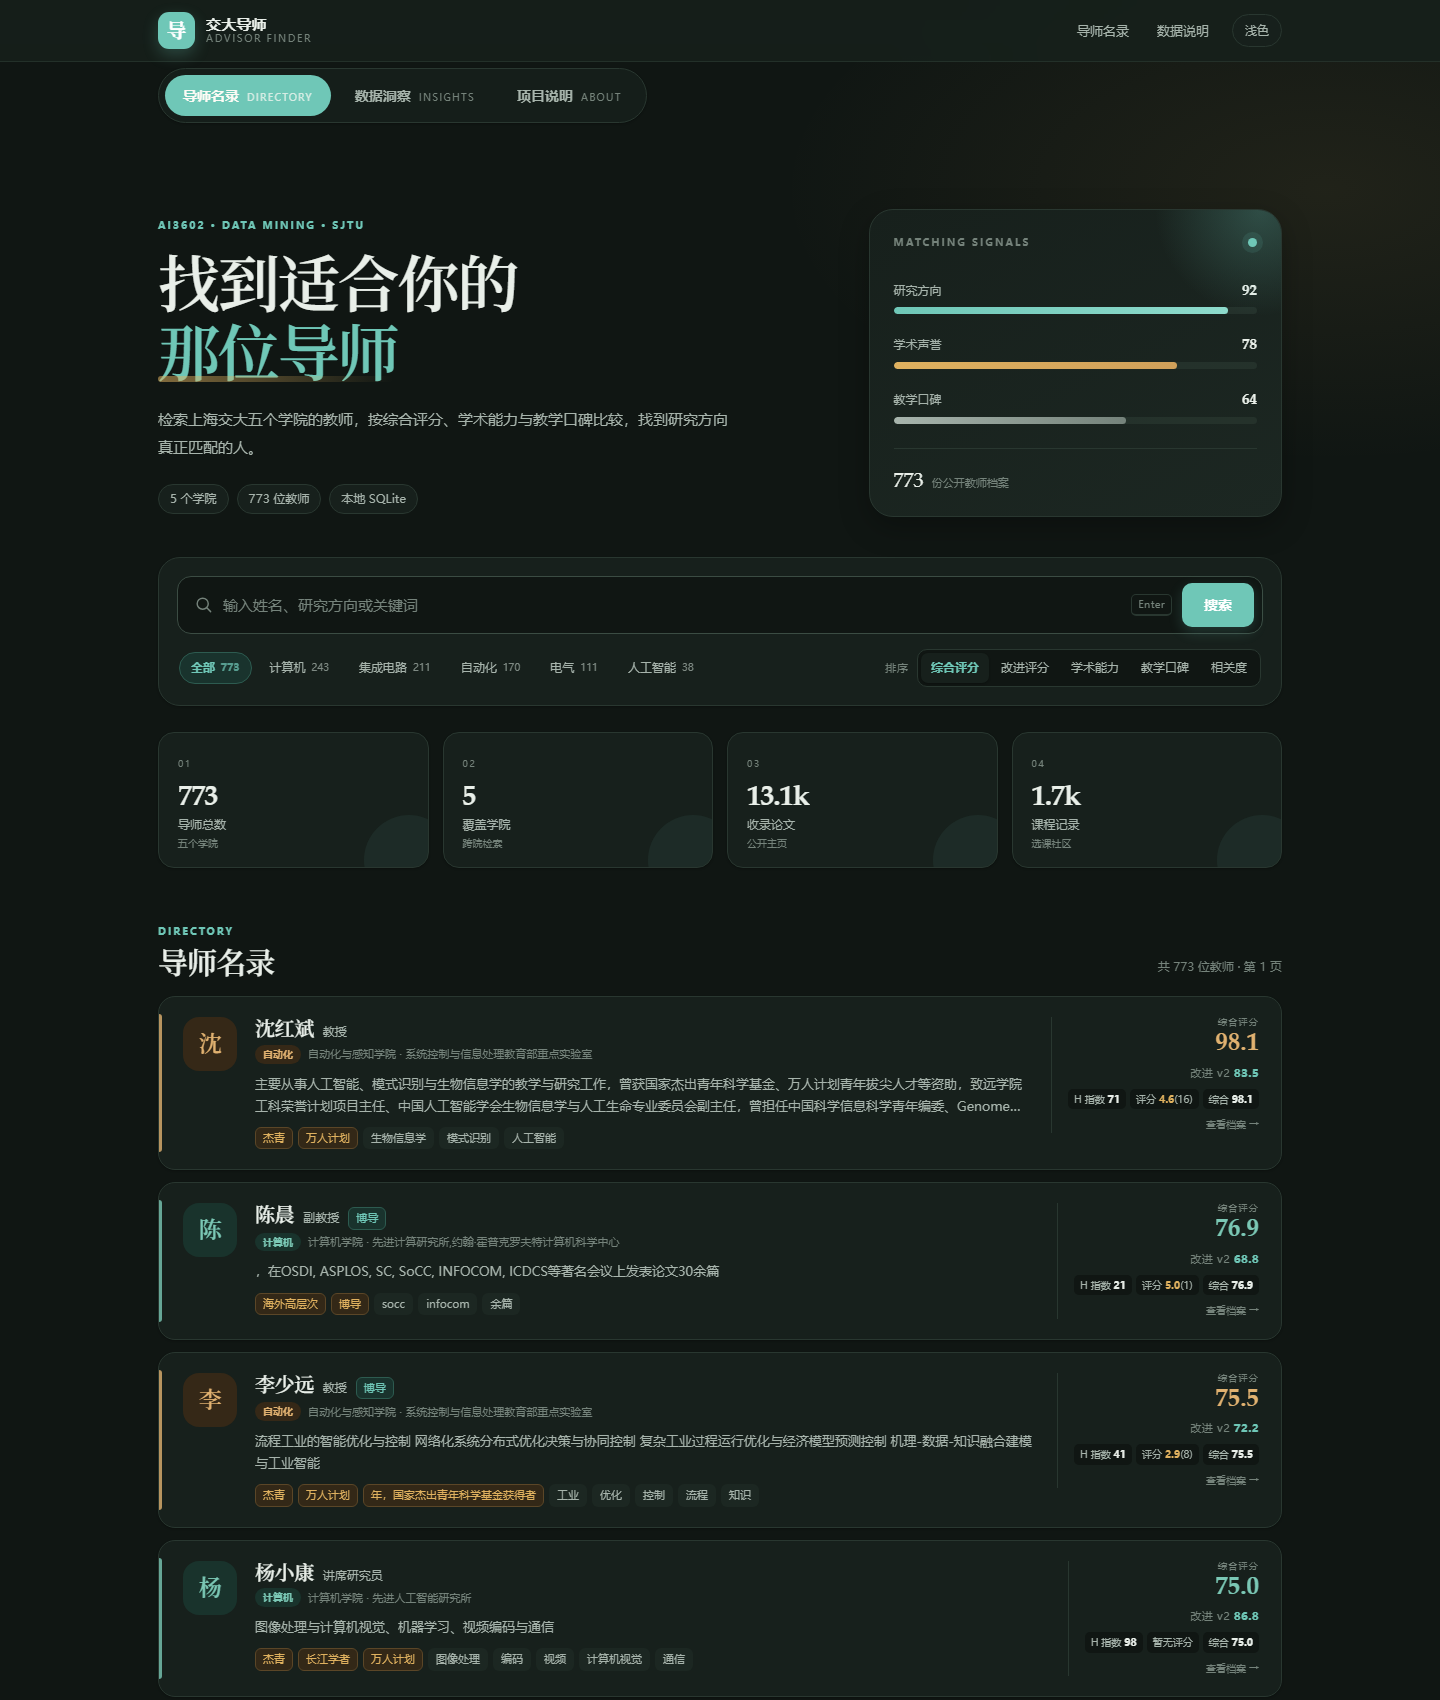 导
交大导师
ADVISOR FINDER
导师名录
数据说明
浅色
导师名录 DIRECTORY
数据洞察 INSIGHTS
项目说明 ABOUT
AI3602 • DATA MINING • SJTU
找到适合你的
那位导师
检索上海交大五个学院的教师，按综合评分、学术能力与教学口碑比较，找到研究方向
真正匹配的人。
5 个学院
773 位教师
本地 SQLite
MATCHING SIGNALS
研究方向 92
学术声誉 78
教学口碑 64
773 份公开教师档案
输入姓名、研究方向或关键词
Enter
搜索
全部 773
计算机 243
集成电路 211
自动化 170
电气 111
人工智能 38
排序
综合评分
改进评分
学术能力
教学口碑
相关度
01
773
导师总数
五个学院
02
5
覆盖学院
跨院检索
03
13.1k
收录论文
公开主页
04
1.7k
课程记录
选课社区
DIRECTORY
导师名录
共 773 位教师 · 第 1 页
沈
沈红斌 教授
自动化 自动化与感知学院 · 系统控制与信息处理教育部重点实验室
主要从事人工智能、模式识别与生物信息学的教学与研究工作，曾获国家杰出青年科学基金、万人计划青年拔尖人才等资助，致远学院
工科荣誉计划项目主任、中国人工智能学会生物信息学与人工生命专业委员会副主任，曾担任中国科学信息科学青年编委、Genome...
杰青 万人计划 生物信息学 模式识别 人工智能
综合评分
98.1
改进 v2 83.5
H 指数 71 评分 4.6(16) 综合 98.1
查看档案 →
陈
陈晨 副教授 博导
计算机 计算机学院 · 先进计算研究所,约翰·霍普克罗夫特计算机科学中心
，在OSDI, ASPLOS, SC, SoCC, INFOCOM, ICDCS等著名会议上发表论文30余篇
海外高层次 博导 socc infocom 余篇
综合评分
76.9
改进 v2 68.8
H 指数 21 评分 5.0(1) 综合 76.9
查看档案 →
李
李少远 教授 博导
自动化 自动化与感知学院 · 系统控制与信息处理教育部重点实验室
流程工业的智能优化与控制 网络化系统分布式优化决策与协同控制 复杂工业过程运行优化与经济模型预测控制 机理-数据-知识融合建模
与工业智能
杰青 万人计划 年，国家杰出青年科学基金获得者 工业 优化 控制 流程 知识
综合评分
75.5
改进 v2 72.2
H 指数 41 评分 2.9(8) 综合 75.5
查看档案 →
杨
杨小康 讲席研究员
计算机 计算机学院 · 先进人工智能研究所
图像处理与计算机视觉、机器学习、视频编码与通信
杰青 长江学者 万人计划 图像处理 编码 视频 计算机视觉 通信
综合评分
75.0
改进 v2 86.8
H 指数 98 暂无评分 综合 75.0
查看档案 →